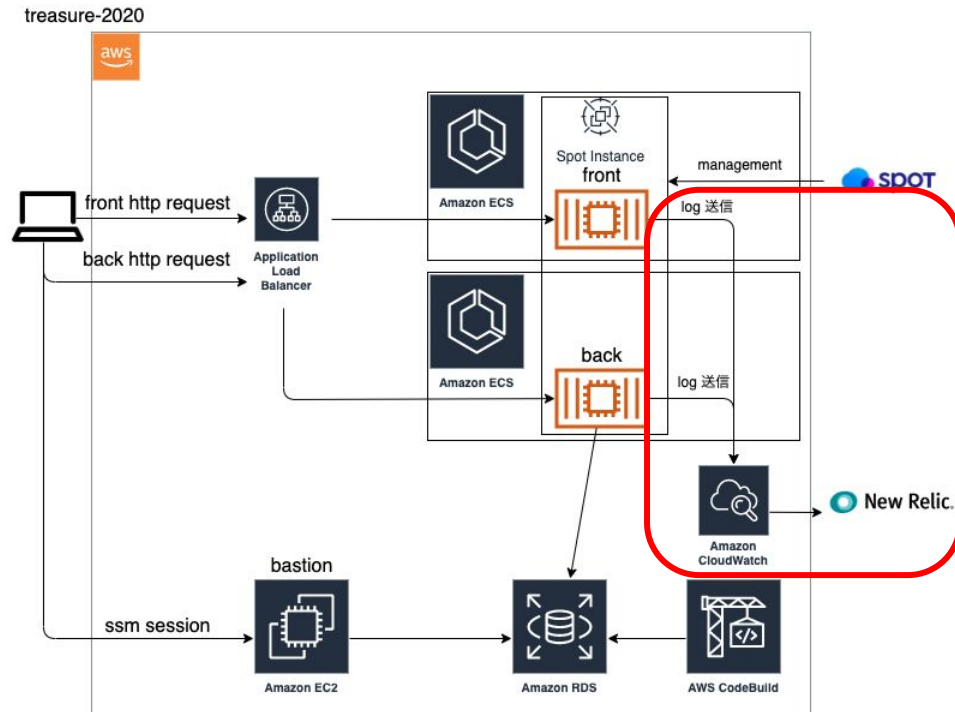 treasure-2020
aws
Amazon ECS
Spot Instance
front
management
SPOT
log 送信
front http request
back http request
Application
Load
Balancer
Amazon ECS
back
log 送信
Amazon
CloudWatch
New Relic.
bastion
ssm session
Amazon EC2
Amazon RDS
</>
AWS CodeBuild